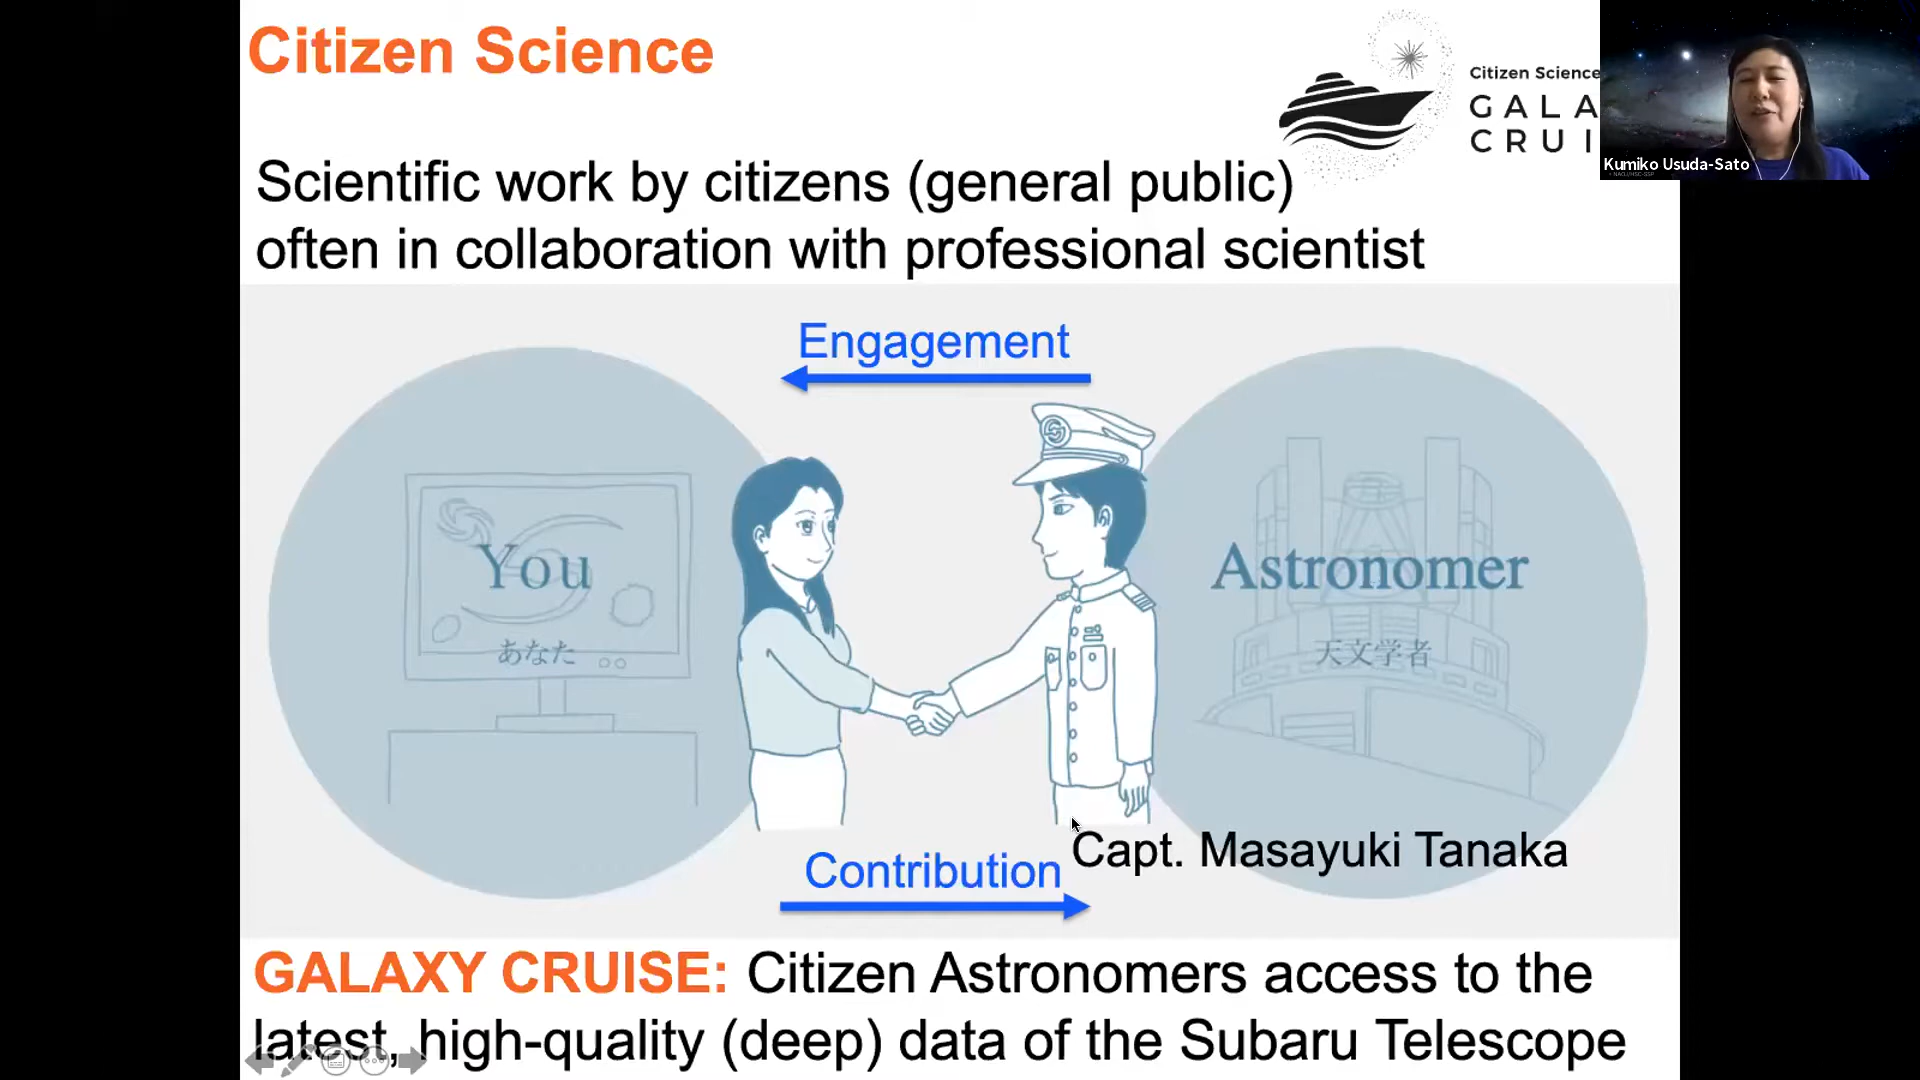 Citizen Science
Citizen Science
GALA
CRUI
Kumiko Usuda-Sato
Scientific work by citizens (general public)
often in collaboration with professional scientist
Engagement
You
あなた
Astronomer
天文学者
Capt. Masayuki Tanaka
Contribution
GALAXY CRUISE: Citizen Astronomers access to the
latest, high-quality (deep) data of the Subaru Telescope